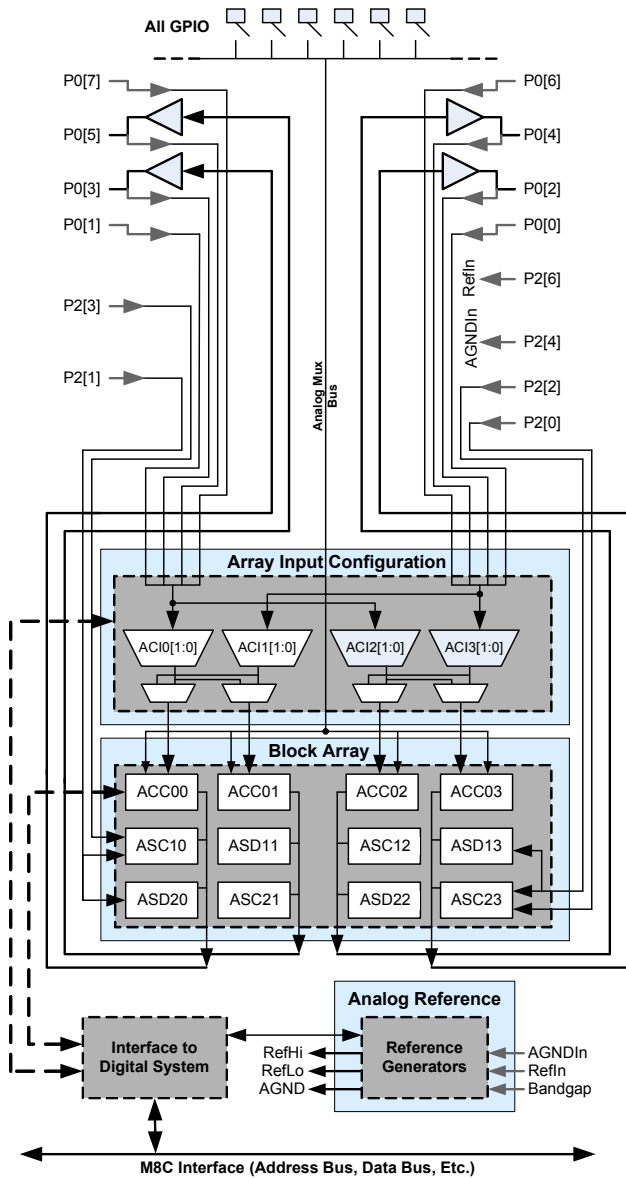 All GPIO
P0[7]
P0[6]
P0[5]
P0[4]
P0[3]
P0[2]
P0[1]
P0[0]
RefIn
P2[6]
P2[3]
AGNDIn
P2[4]
P2[1]
Analog Mux
Bus
P2[2]
P2[0]
Array Input Configuration
ACI0[1:0]
ACI1[1:0]
ACI2[1:0]
ACI3[1:0]
Block Array
ACC00
ACC01
ACC02
ACC03
ASC10
ASD11
ASC12
ASD13
ASD20
ASC21
ASD22
ASC23
Analog Reference
Interface to
Digital System
RefHi
RefLo
AGND
Reference
Generators
AGNDIn
RefIn
Bandgap
M8C Interface (Address Bus, Data Bus, Etc.)